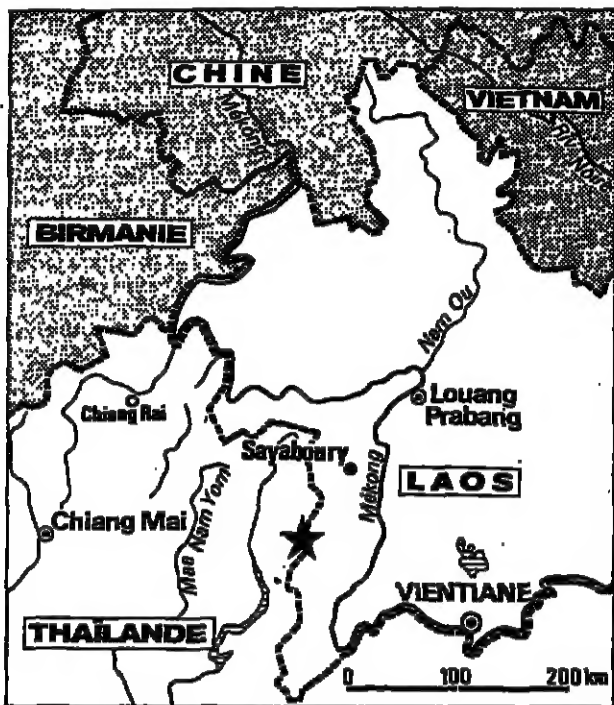 CHINE
Mékong
VIETNAM
BIRMANIE
Nam Ou
Chiang Rai
Louang
Prabang
Sayaboury
Mékong
LAOS
Chiang Mai
Mae Nam Yom
VIENTIANE
THAÏLANDE
0 100 200 km